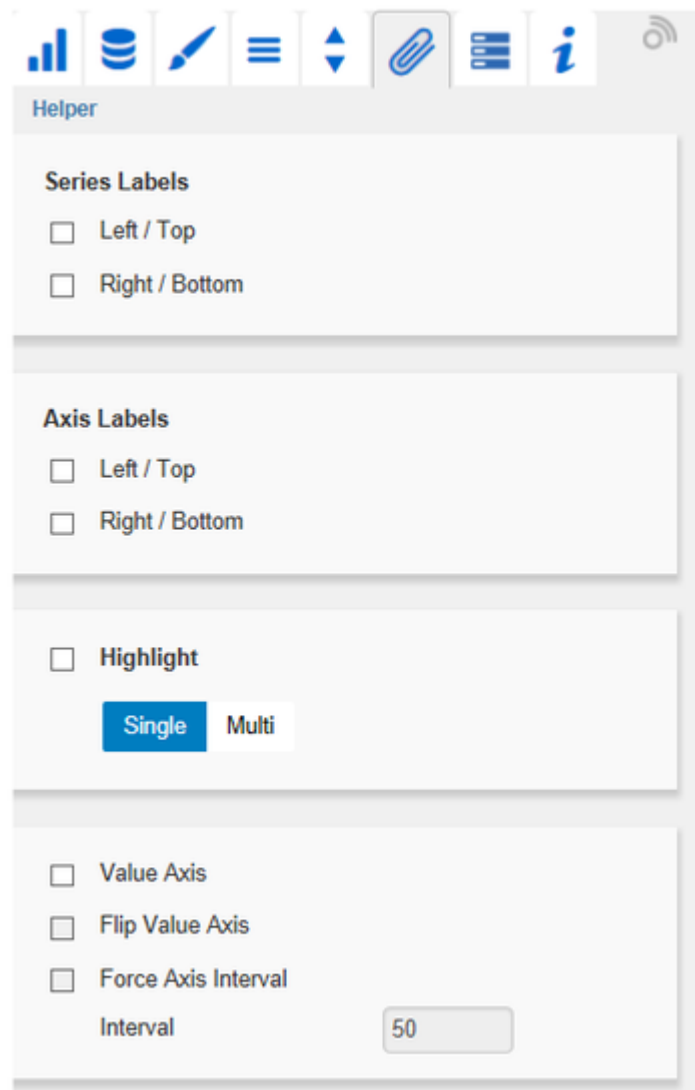 Helper
Series Labels
Left / Top
Right / Bottom
Axis Labels
Left / Top
Right / Bottom
Highlight
Single Multi
Value Axis
Flip Value Axis
Force Axis Interval
Interval 50